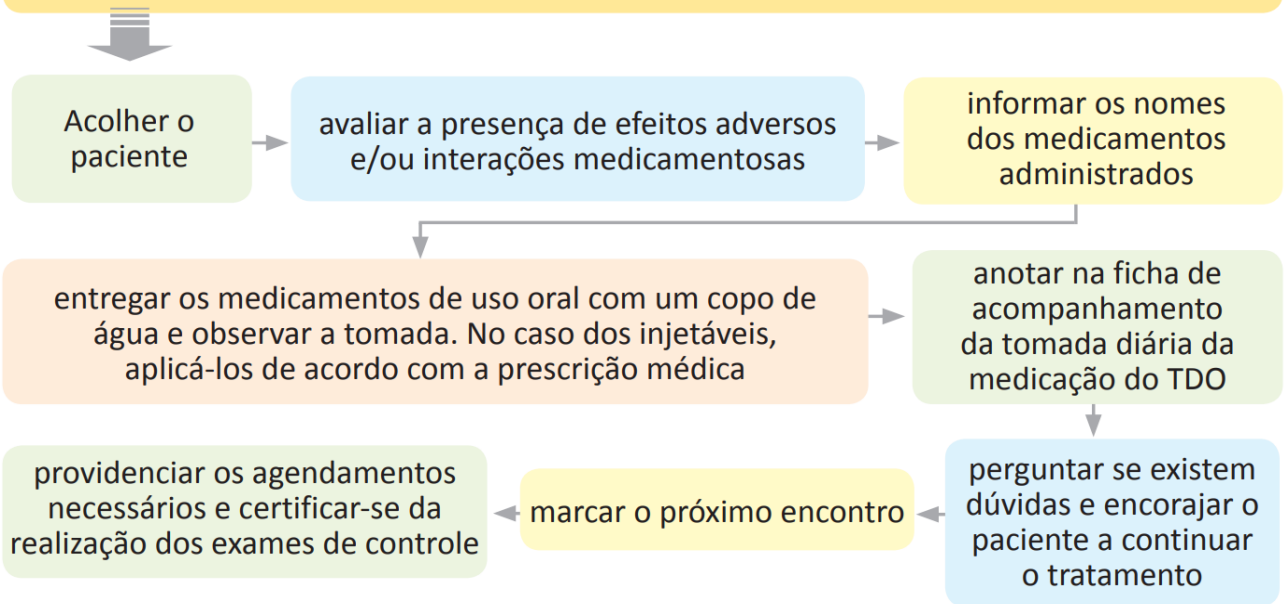 Acolher o
paciente
avaliar a presença de efeitos adversos
e/ou interações medicamentosas
informar os nomes
dos medicamentos
administrados
entregar os medicamentos de uso oral com um copo de
água e observar a tomada. No caso dos injetáveis,
aplicá-los de acordo com a prescrição médica
anotar na ficha de
acompanhamento
da tomada diária da
medicação do TDO
perguntar se existem
dúvidas e encorajar o
paciente a continuar
o tratamento
marcar o próximo encontro
providenciar os agendamentos
necessários e certificar-se da
realização dos exames de controle